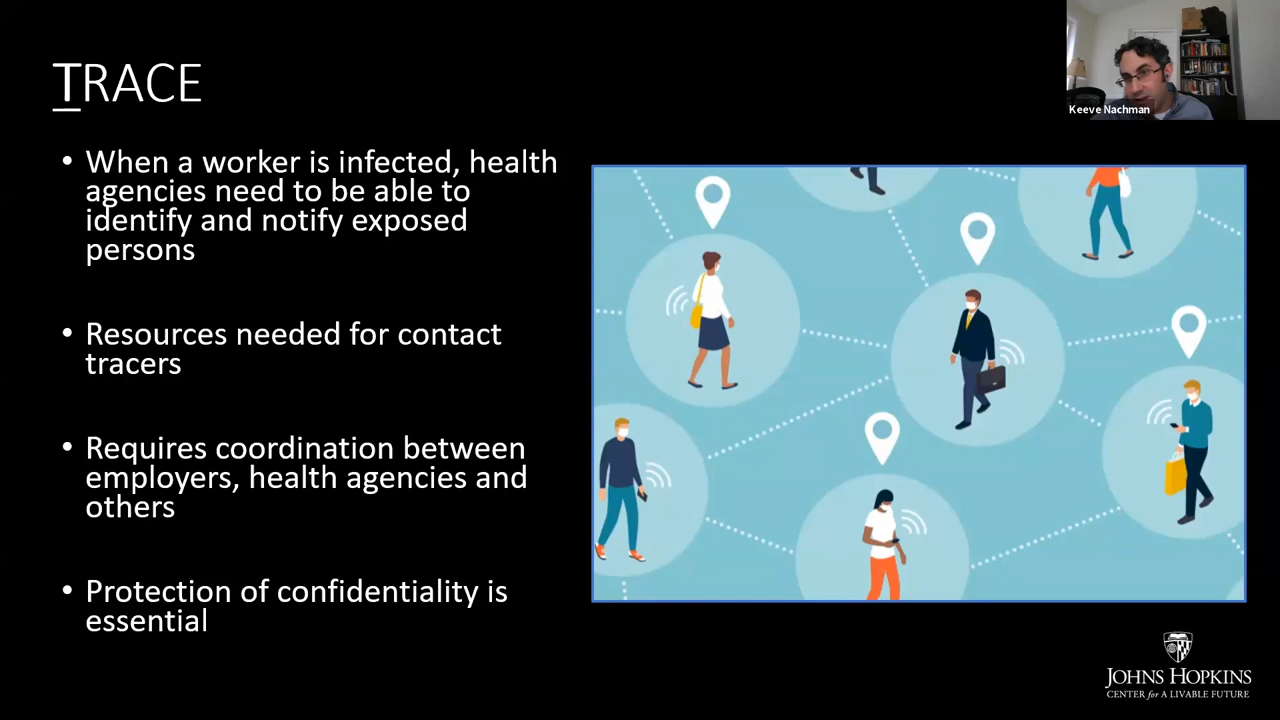 TRACE
• When a worker is infected, health
agencies need to be able to
identify and notify exposed
persons
• Resources needed for contact
tracers
• Requires coordination between
employers, health agencies and
others
• Protection of confidentiality is
essential
Keeve Nachman
JOHNS HOPKINS
CENTER for A LIVABLE FUTURE